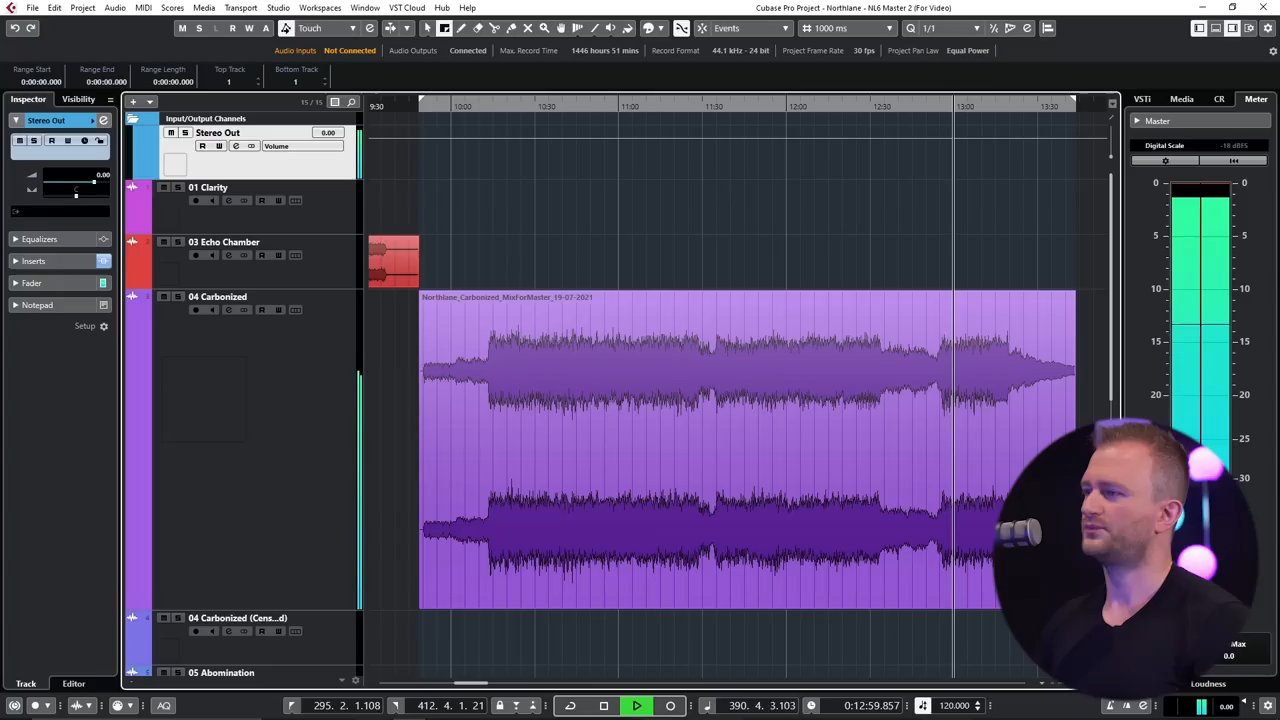 File Edit Project Audio MIDI Scores Media Transport Studio Workspaces Window VST Cloud Hub Help
Cubase Pro Project - Northlane - NL6 Master 2 (For Video)
M S L R W A Touch Events 1000 ms Q 1/1
Audio Inputs Not Connected Audio Outputs Connected Max. Record Time 1446 hours 51 mins Record Format 44.1 kHz - 24 bit Project Frame Rate 30 fps Project Pan Law Equal Power
Range Start Range End Range Length Top Track Bottom Track
0:00:00.000 0:00:00.000 0:00:00.000 1 1
Inspector Visibility 15 / 15 9:30 10:00 10:30 11:00 11:30 12:00 12:30 13:00 13:30 VSTi Media CR Meter
Stereo Out Input/Output Channels Master
M S Stereo Out 0.00
M S R W R W Volume Digital Scale -18 dBFS
0.00
C
M S 01 Clarity
R W
Equalizers M S 03 Echo Chamber
R W
Inserts
Fader
M S 04 Carbonized Northlane_Carbonized_MixForMaster_19-07-2021
R W
Notepad
Setup
0 0
5 5
10 10
15 15
20 20
25
30
M S 04 Carbonized (Cens...d)
R W
Max
0.0
M S 05 Abomination
Track Editor Loudness
AQ 295. 2. 1.108 412. 4. 1. 21 390. 4. 3.103 0:12:59.857 120.000 0.00